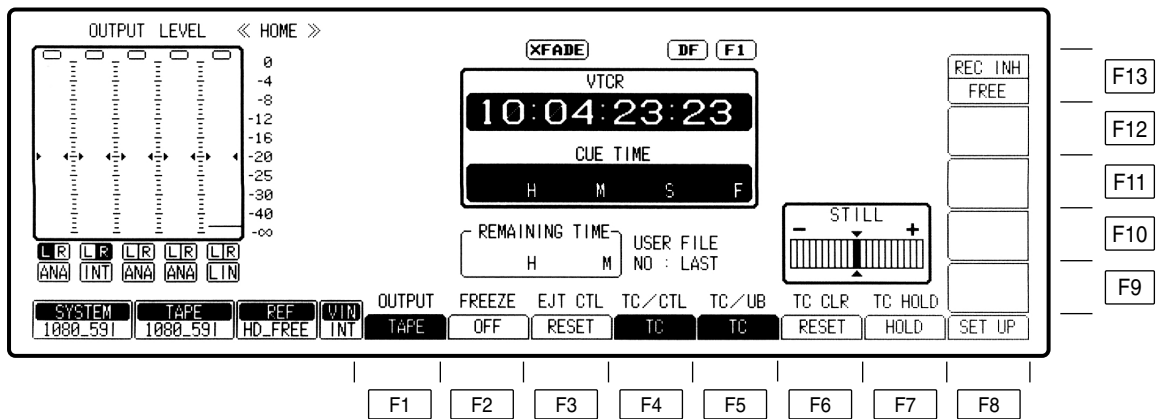 OUTPUT LEVEL ≪ HOME ≫
0
-4
-8
-12
-16
-20
-25
-30
-40
-∞
L R L R L R L R L R
ANA INT ANA ANA LIN
XFADE DF F1
VTCR
10:04:23:23
CUE TIME
H M S F
REMAINING TIME
H M
USER FILE
NO : LAST
STILL
- +
REC INH
FREE
F13
F12
F11
F10
F9
SYSTEM TAPE REF VIN
1080_59I 1080_59I HD_FREE INT
OUTPUT FREEZE EJT CTL TC/CTL TC/UB TC CLR TC HOLD
TAPE OFF RESET TC TC RESET HOLD SET UP
F1 F2 F3 F4 F5 F6 F7 F8